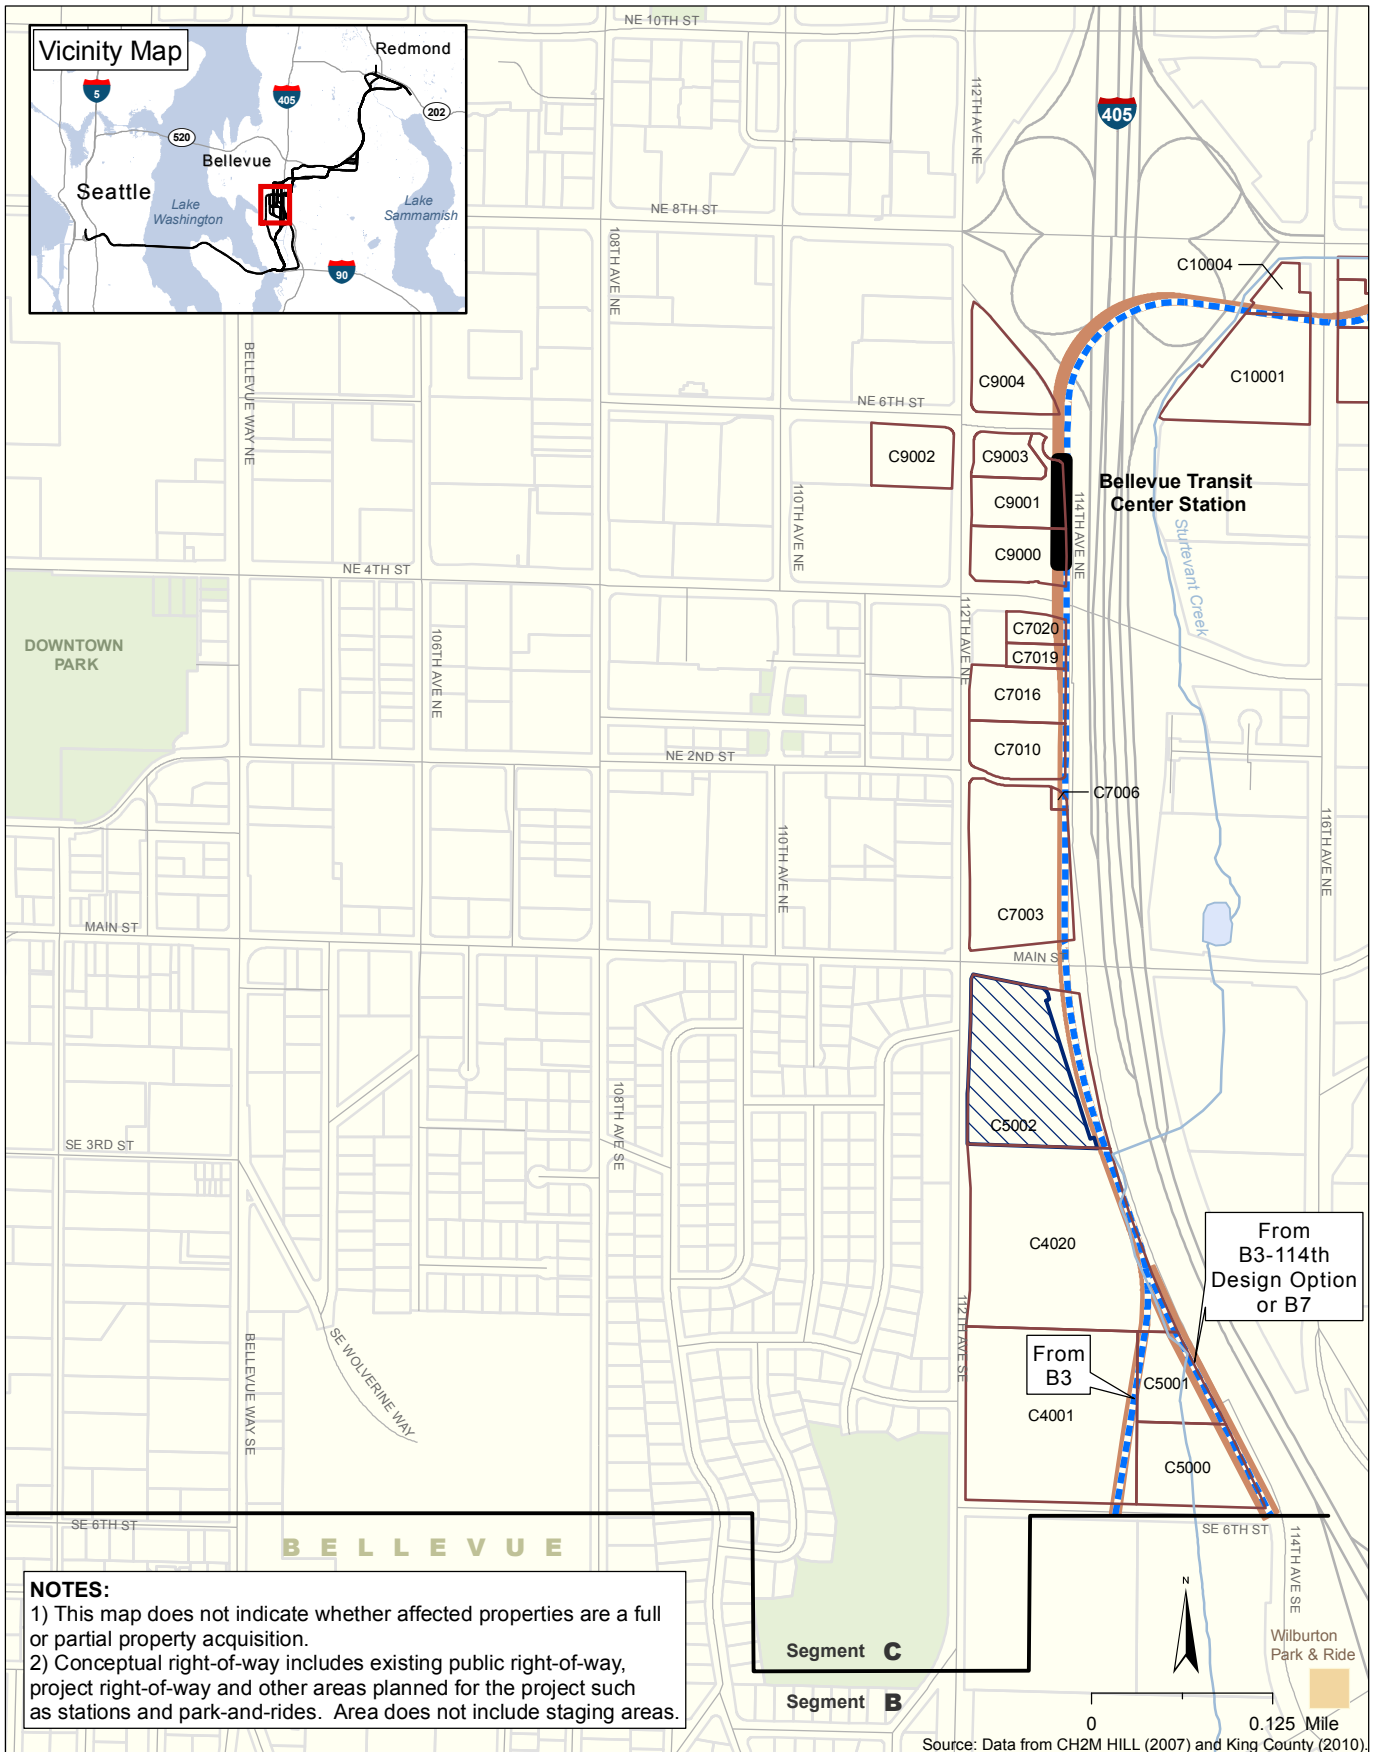 Vicinity Map
Redmond
5
405
202
520
Bellevue
Seattle
Lake
Washington
Lake
Sammamish
90
NE 10TH ST
112TH AVE NE
405
NE 8TH ST
108TH AVE NE
C10004
C10001
C9004
BELLEVUE WAY NE
NE 6TH ST
C9002
C9003
C9001
C9000
110TH AVE NE
114TH AVE NE
Bellevue Transit
Center Station
Sturtevant Creek
NE 4TH ST
DOWNTOWN
PARK
106TH AVE NE
112TH AVE NE
C7020
C7019
C7016
C7010
NE 2ND ST
C7006
110TH AVE NE
116TH AVE NE
C7003
MAIN ST
MAIN ST
C5002
108TH AVE SE
SE 3RD ST
C4020
From
B3-114th
Design Option
or B7
112TH AVE SE
BELLEVUE WAY SE
SE WOLVERINE WAY
From
B3
C5001
C4001
C5000
SE 6TH ST
SE 6TH ST
114TH AVE SE
BELLEVUE
NOTES:
1) This map does not indicate whether affected properties are a full
or partial property acquisition.
2) Conceptual right-of-way includes existing public right-of-way,
project right-of-way and other areas planned for the project such
as stations and park-and-rides. Area does not include staging areas.
Segment C
Segment B
N
Wilburton
Park & Ride
0 0.125 Mile
Source: Data from CH2M HILL (2007) and King County (2010).